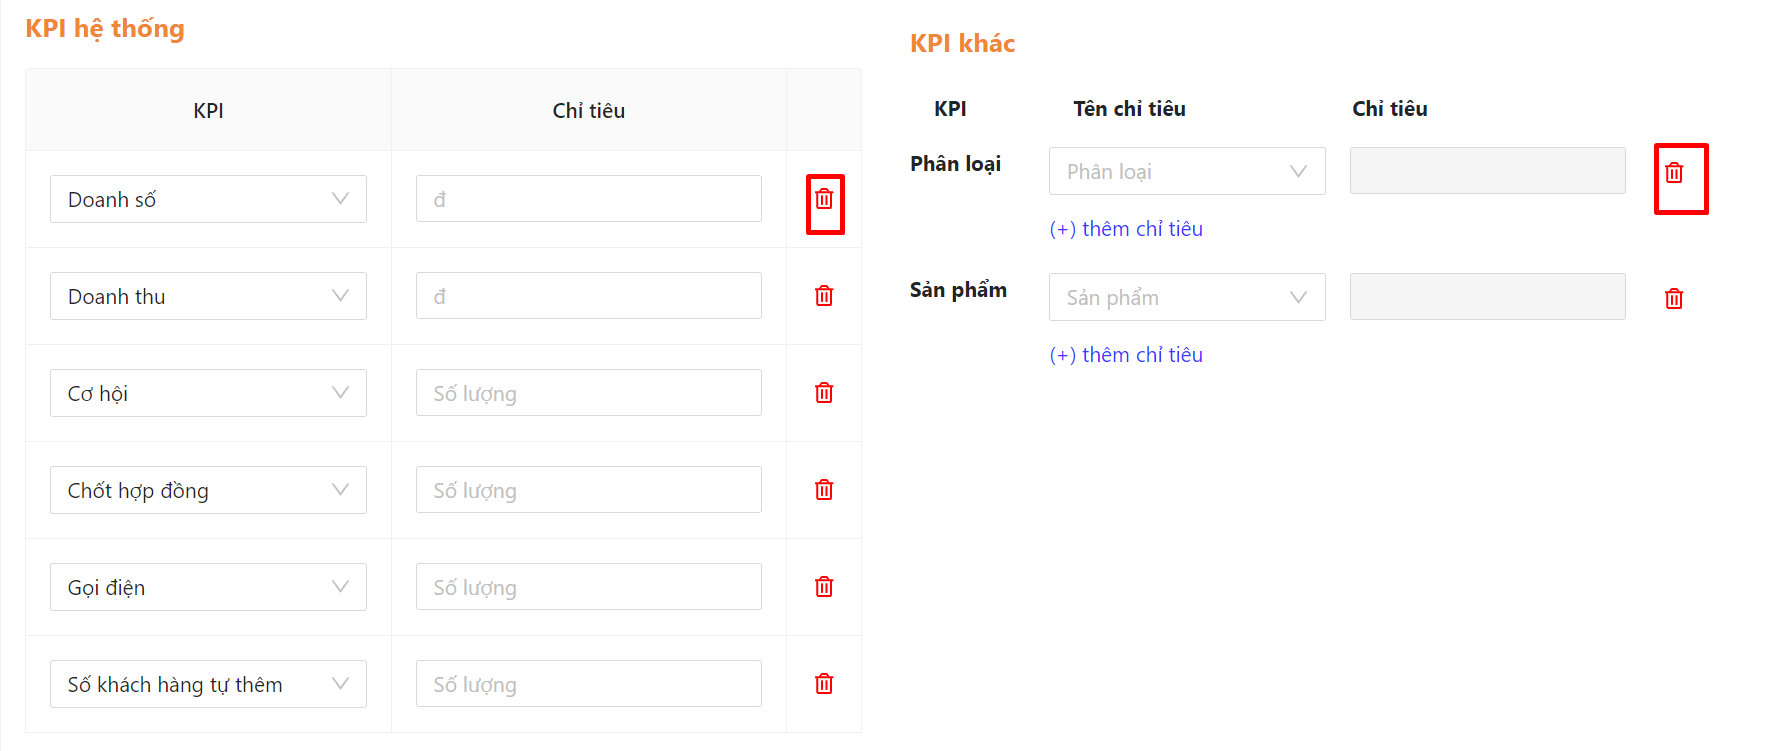 KPI hệ thống
KPI Chỉ tiêu
Doanh số đ
Doanh thu đ
Cơ hội Số lượng
Chốt hợp đồng Số lượng
Gọi điện Số lượng
Số khách hàng tự thêm Số lượng
KPI khác
KPI Tên chỉ tiêu Chỉ tiêu
Phân loại Phân loại
(+) thêm chỉ tiêu
Sản phẩm Sản phẩm
(+) thêm chỉ tiêu